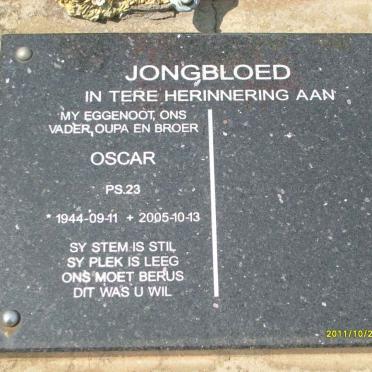 JONGBLOED
IN TERE HERINNERING AAN
MY EGGENOOT, ONS
VADER, OUPA EN BROER
OSCAR
PS.23
* 1944-09-11 + 2005-10-13
SY STEM IS STIL
SY PLEK IS LEEG
ONS MOET BERUS
DIT WAS U WIL